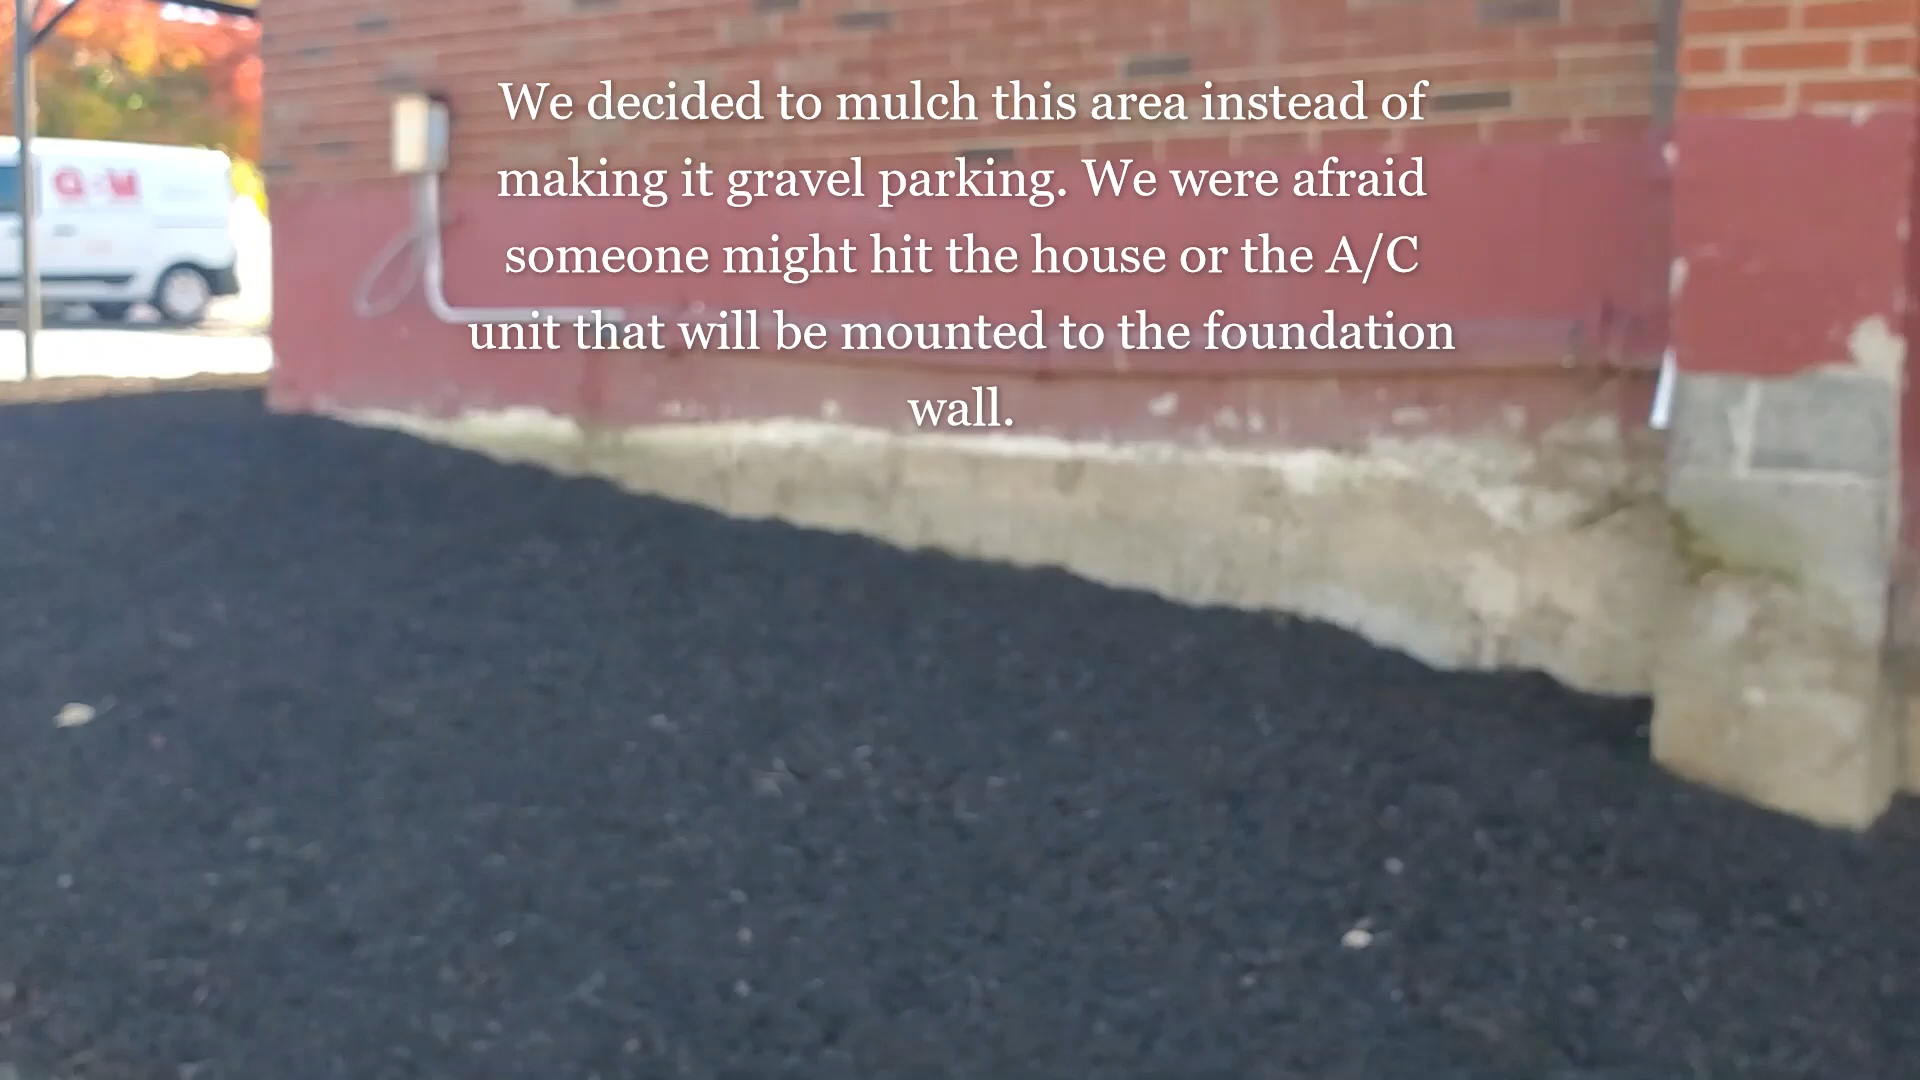 We decided to mulch this area instead of
making it gravel parking. We were afraid
someone might hit the house or the A/C
unit that will be mounted to the foundation
wall.